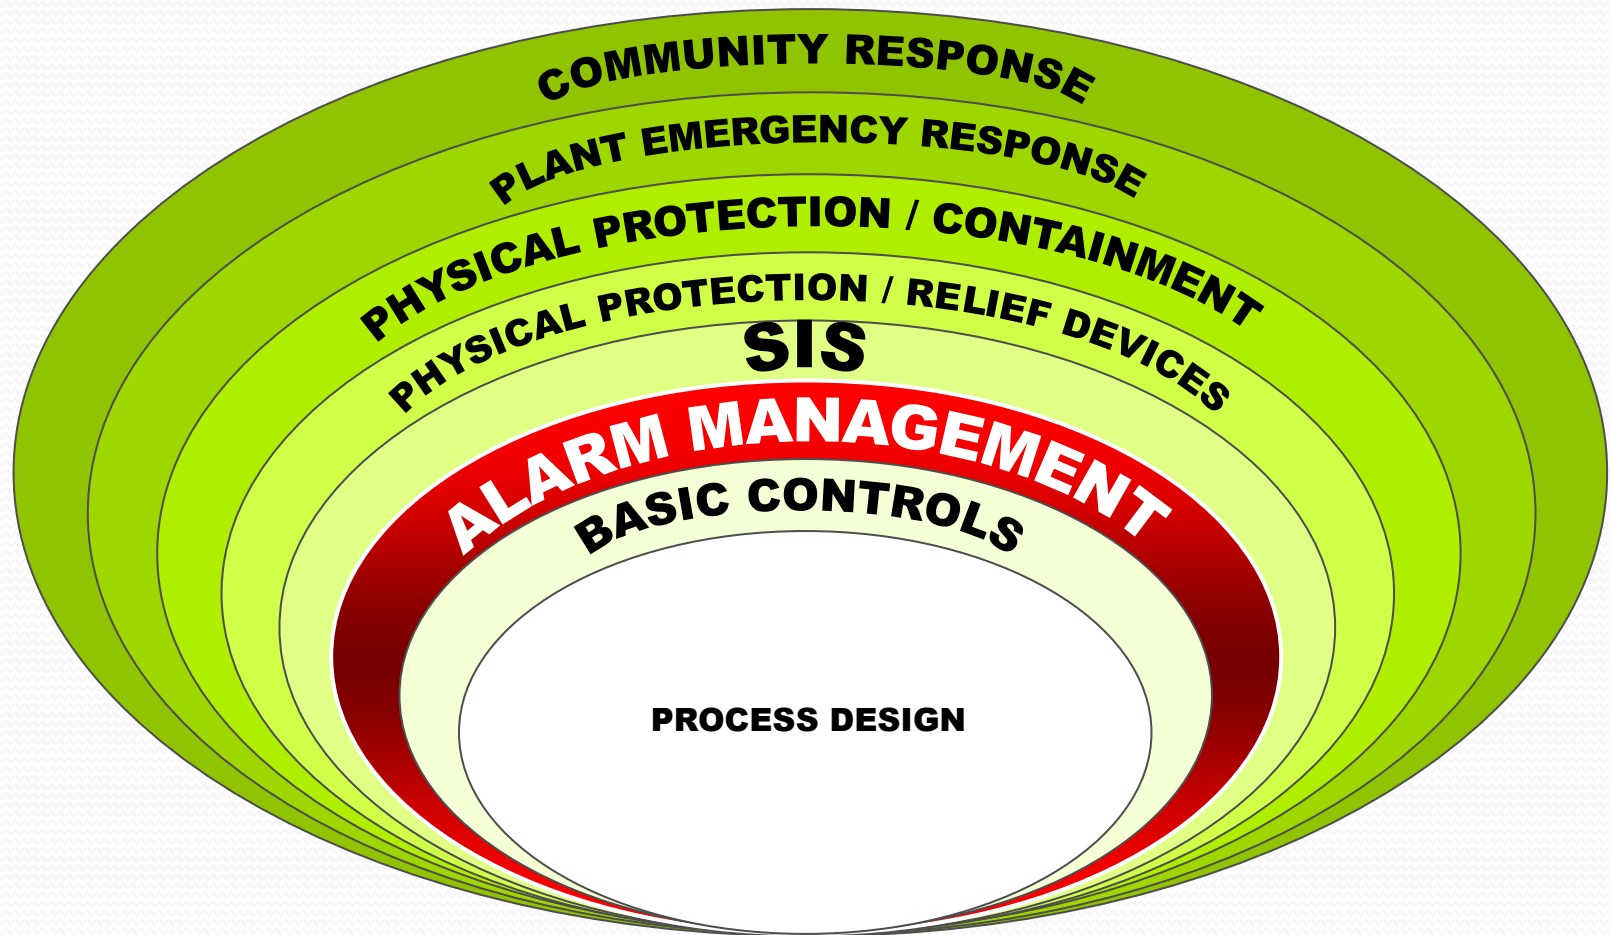 COMMUNITY RESPONSE
PLANT EMERGENCY RESPONSE
PHYSICAL PROTECTION / CONTAINMENT
PHYSICAL PROTECTION / RELIEF DEVICES
SIS
ALARM MANAGEMENT
BASIC CONTROLS
PROCESS DESIGN